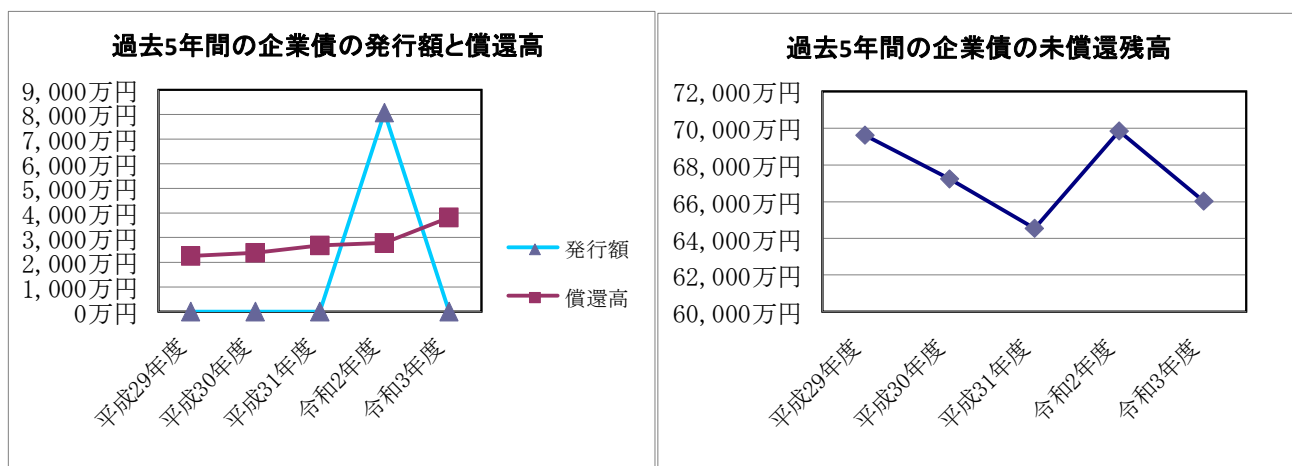 過去5年間の企業債の発行額と償還高
9,000万円
8,000万円
7,000万円
6,000万円
5,000万円
4,000万円
3,000万円
2,000万円
1,000万円
0万円
平成29年度
平成30年度
平成31年度
令和2年度
令和3年度
発行額
償還高
過去5年間の企業債の未償還残高
72,000万円
70,000万円
68,000万円
66,000万円
64,000万円
62,000万円
60,000万円
平成29年度
平成30年度
平成31年度
令和2年度
令和3年度